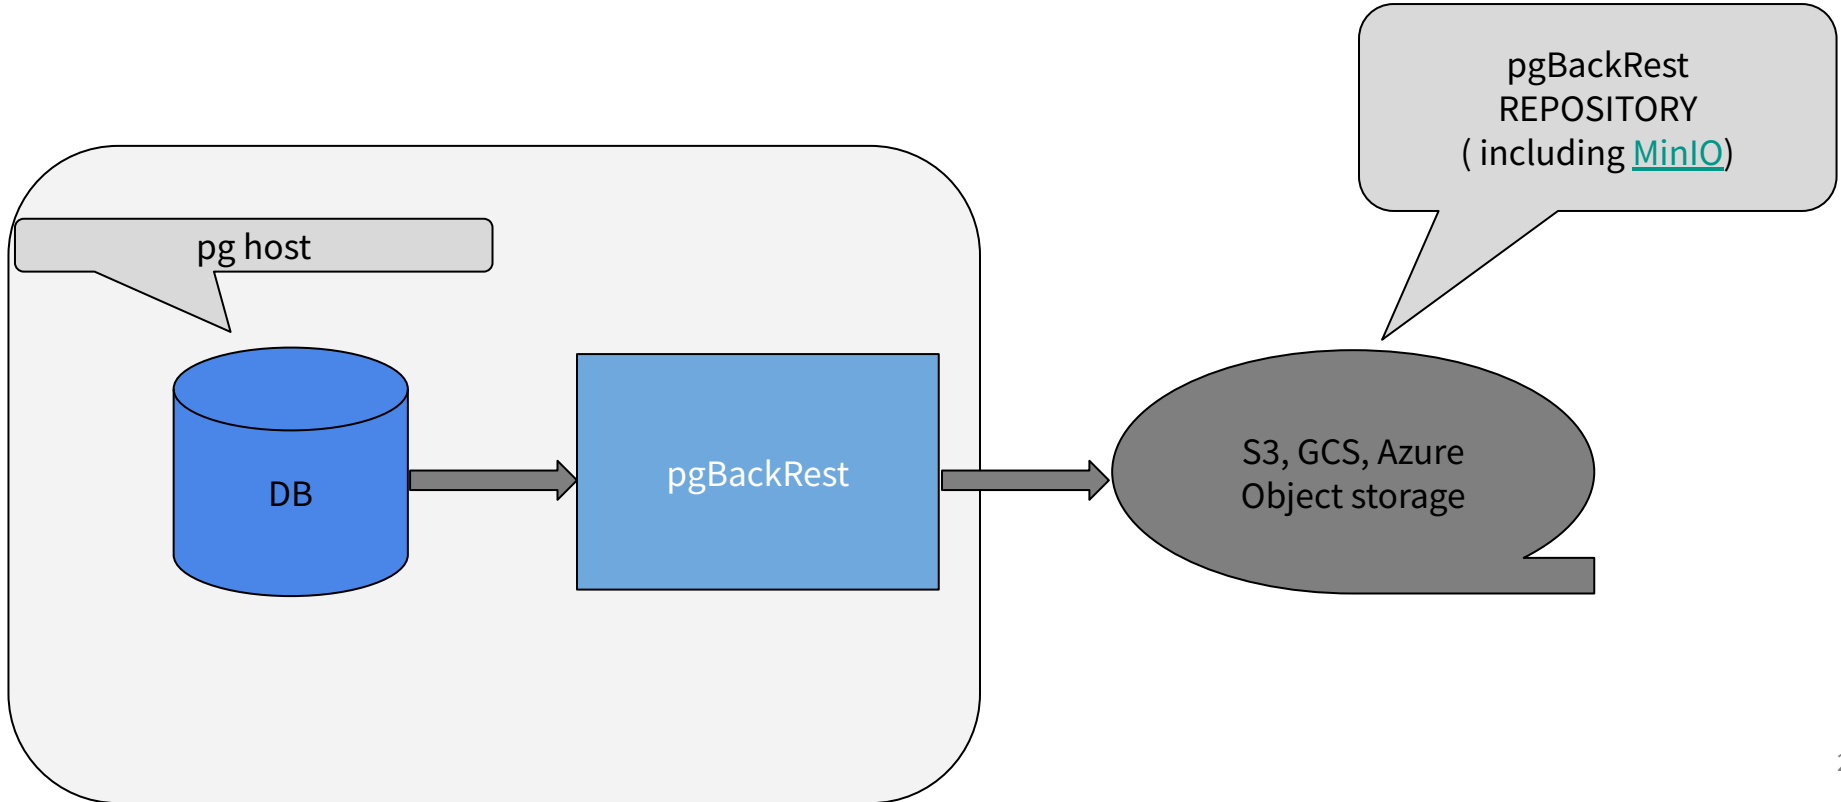 pgBackRest
REPOSITORY
( including MinIO)
pg host
DB
pgBackRest
S3, GCS, Azure
Object storage